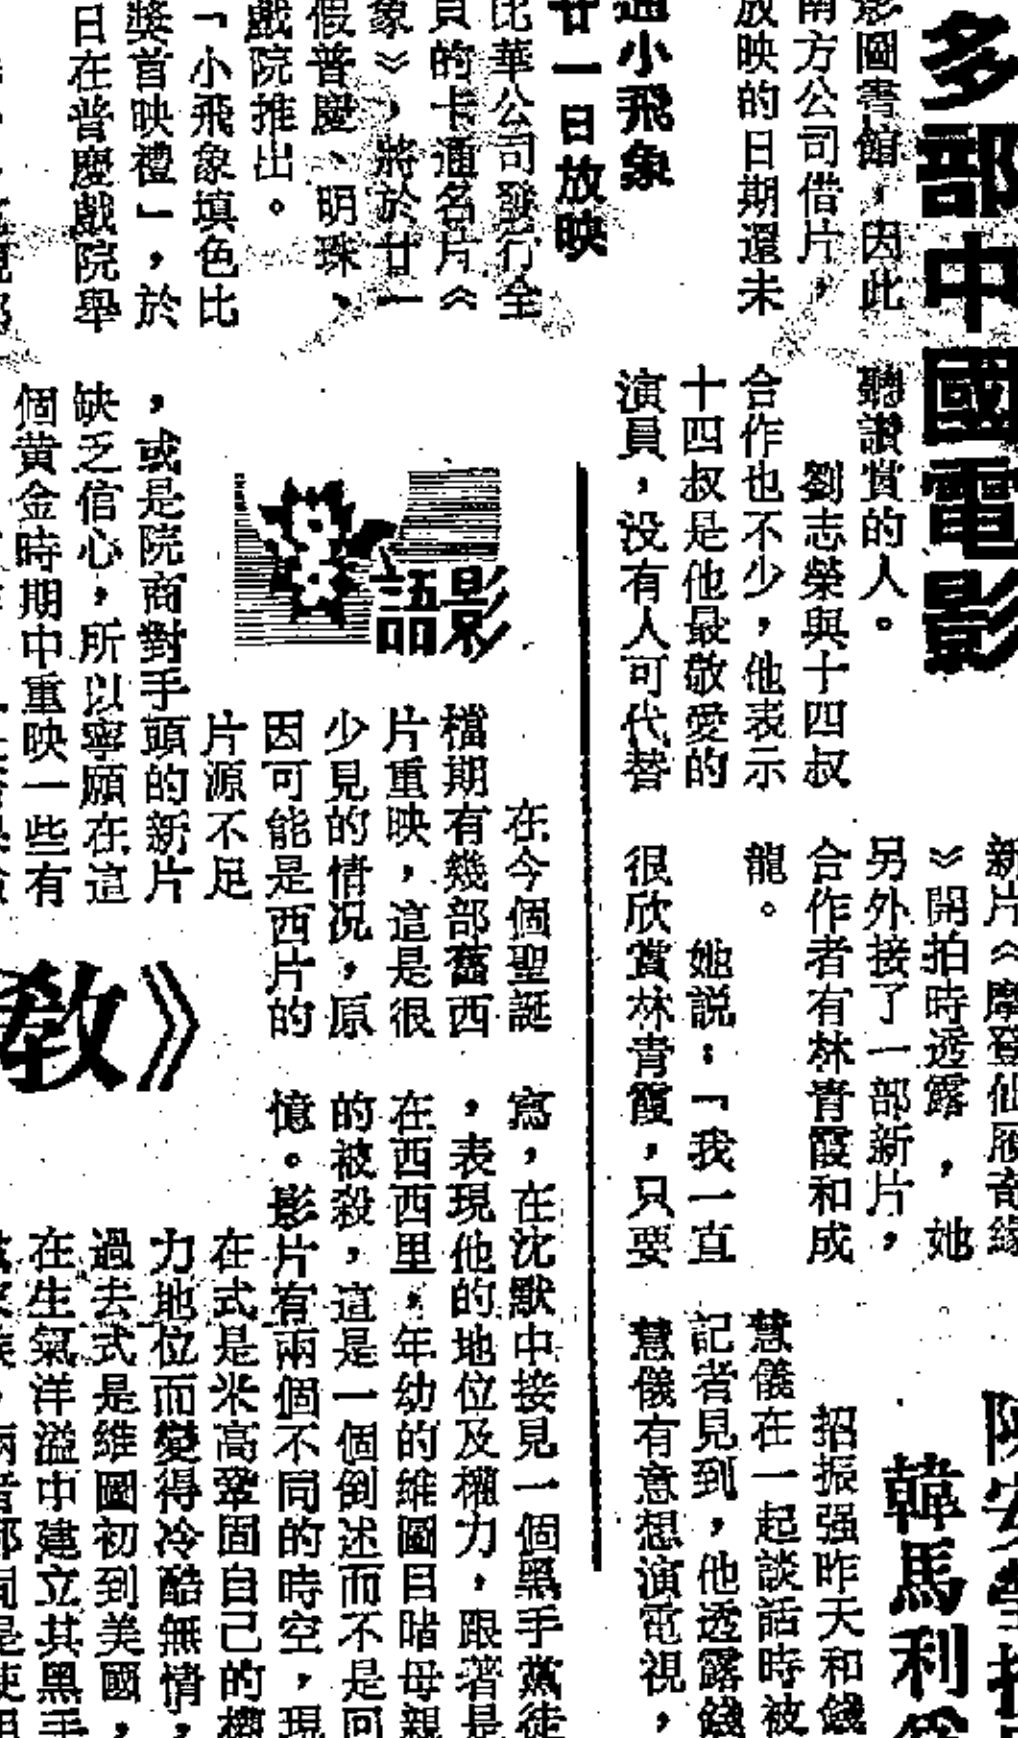 多部中國電影
影圖書館，因此
南方公司借片，
放映的日期還未
通小飛象
廿一日放映
比華公司發行全
的卡通名片《
象》，將於廿一
假普慶、明珠、
戲院推出。
「小飛象填色比
獎首映禮」，於
日在普慶戲院舉
聽讚賞的人。
劉志榮與十四叔
合作也不少，他表示
十四叔是他最敬愛的
演員，没有人可代替
新片《摩登仙履奇緣
》開拍時透露，她
另外接了一部新片，
合作者有林青霞和成
龍。
她説：「我一直
很欣賞林青霞，只要
韓馬利
招振强昨天和錢
慧儀在一起談話時被
記者見到，他透露錢
慧儀有意想演電視，
影語
在今個聖誕
檔期有幾部舊西
片重映，這是很
少見的情況，原
因可能是西片的
片源不足
，或是院商對手頭的新片
缺乏信心，所以寧願在這
個黄金時期中重映一些有
教》
寫，在沈默中接見一個黑手黨徒
，表現他的地位及權力，跟著是
在西西里，年幼的維圖目睹母親
的被殺，這是一個倒述而不是回
憶。影片有兩個不同的時空，現
在式是米高鞏固自己的權
力地位而變得冷酷無情，
過去式是維圖初到美國，
在生氣洋溢中建立其黑手